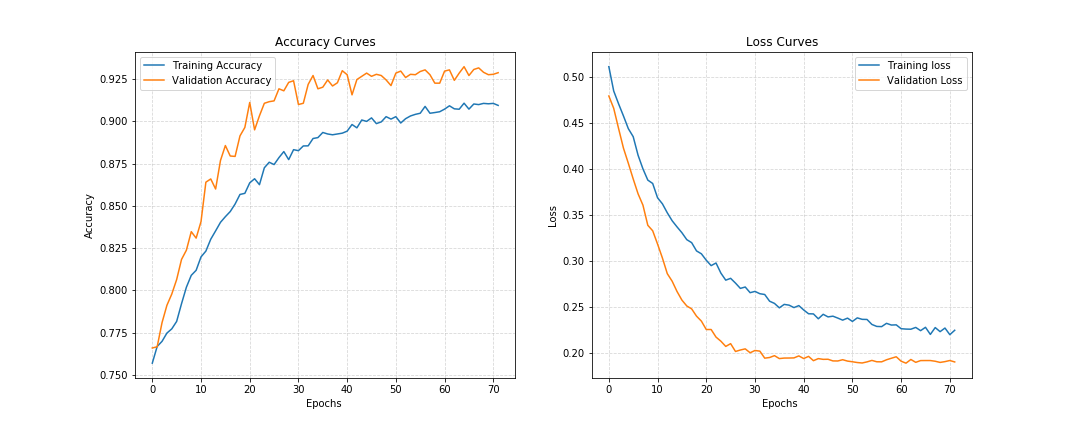 Accuracy Curves
Training Accuracy
Validation Accuracy
0.925
0.900
0.875
0.850
0.825
0.800
0.775
0.750
Accuracy
0 10 20 30 40 50 60 70
Epochs
Loss Curves
Training loss
Validation Loss
0.50
0.45
0.40
0.35
0.30
0.25
0.20
Loss
0 10 20 30 40 50 60 70
Epochs